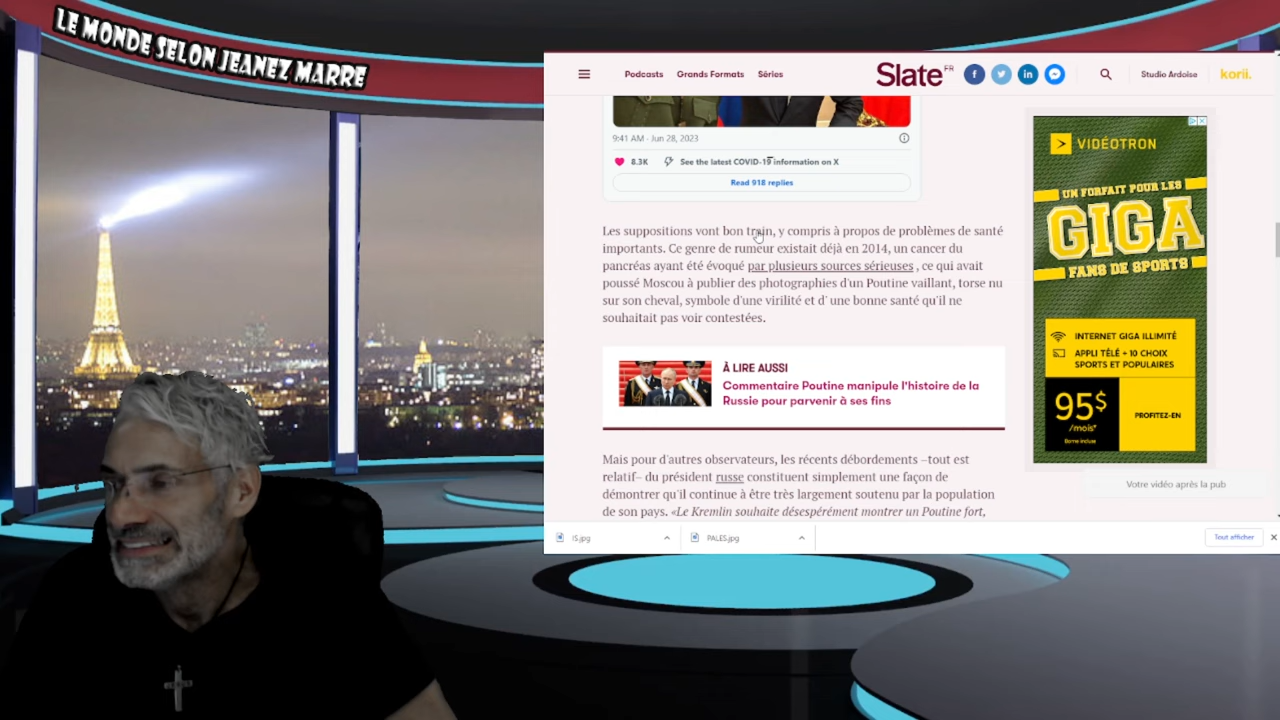 LE MONDE SELON JEANEZ MARRE
Podcasts Grands Formats Séries
Slate FR
Studio Ardoise
korii.
9:41 AM · Jun 28, 2023
8.3K See the latest COVID-19 information on X
Read 918 replies
Les suppositions vont bon train, y compris à propos de problèmes de santé
importants. Ce genre de rumeur existait déjà en 2014, un cancer du
pancréas ayant été évoqué par plusieurs sources sérieuses , ce qui avait
poussé Moscou à publier des photographies d'un Poutine vaillant, torse nu
sur son cheval, symbole d'une virilité et d' une bonne santé qu'il ne
souhaitait pas voir contestées.
À LIRE AUSSI
Commentaire Poutine manipule l'histoire de la
Russie pour parvenir à ses fins
Mais pour d'autres observateurs, les récents débordements –tout est
relatif– du président russe constituent simplement une façon de
démontrer qu'il continue à être très largement soutenu par la population
de son pays. «Le Kremlin souhaite désespérément montrer un Poutine fort,
VIDÉOTRON
UN FORFAIT POUR LES
GIGA
FANS DE SPORTS
INTERNET GIGA ILLIMITÉ
APPLI TÉLÉ + 10 CHOIX
SPORTS ET POPULAIRES
95$
/mois*
Borne incluse
PROFITEZ-EN
Votre vidéo après la pub
IS.jpg
PALES.jpg
Tout afficher